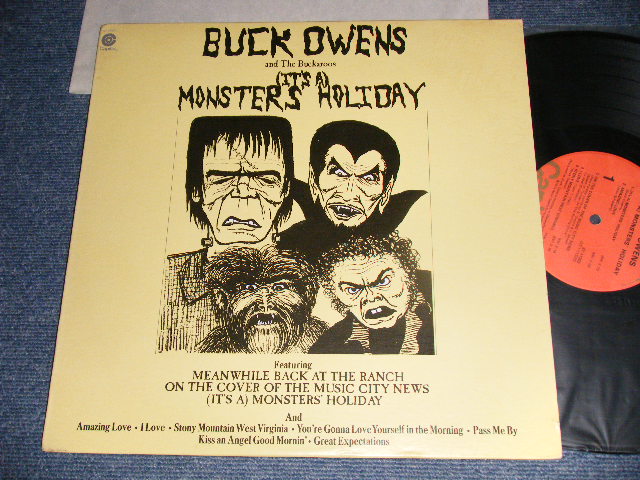 Capitol
BUCK OWENS
and The Buckaroos
(IT'S A)
MONSTERS' HOLIDAY
Featuring
MEANWHILE BACK AT THE RANCH
ON THE COVER OF THE MUSIC CITY NEWS
(IT'S A) MONSTERS' HOLIDAY
And
Amazing Love • I Love • Stony Mountain West Virginia • You're Gonna Love Yourself in the Morning • Pass Me By
Kiss an Angel Good Mornin' • Great Expectations
1